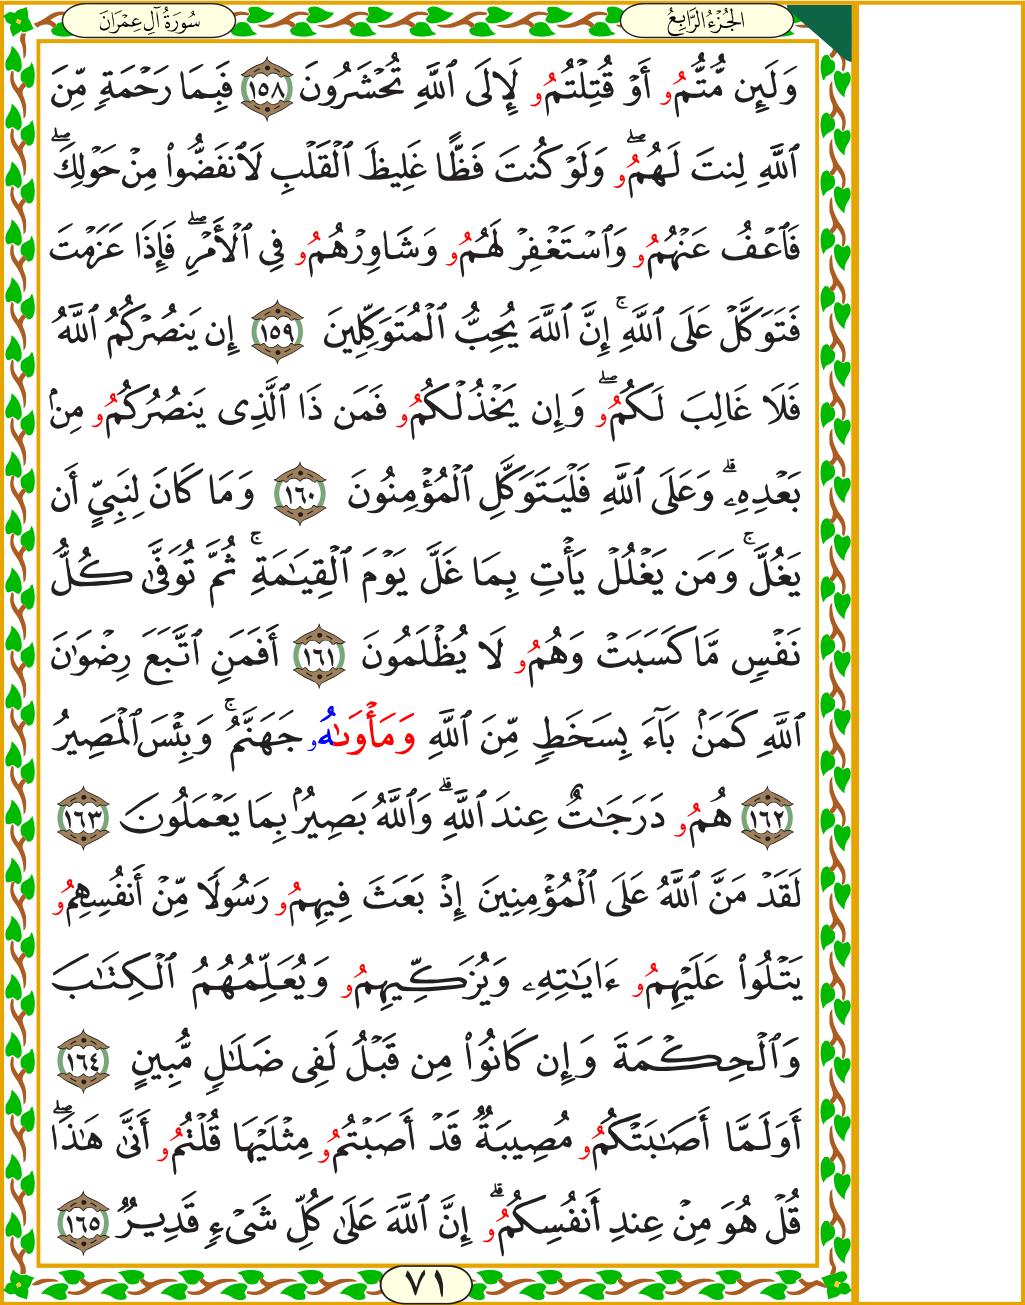 سُورَةُ آلِ عِمْرَانَ
الجُزْءُ الرَّابِعُ
وَلَئِن مُّتُّمُۥ أَوْ قُتِلْتُمُۥ لَإِلَى ٱللَّهِ تُحْشَرُونَ ١٥٨ فَبِمَا رَحْمَةٍ مِّنَ
ٱللَّهِ لِنتَ لَهُمُۥۖ وَلَوْ كُنتَ فَظًّا غَلِيظَ ٱلْقَلْبِ لَٱنفَضُّوا۟ مِنْ حَوْلِكَۖ
فَٱعْفُ عَنْهُمُۥ وَٱسْتَغْفِرْ لَهُمُۥ وَشَاوِرْهُمُۥ فِى ٱلْأَمْرِۖ فَإِذَا عَزَمْتَ
فَتَوَكَّلْ عَلَى ٱللَّهِۚ إِنَّ ٱللَّهَ يُحِبُّ ٱلْمُتَوَكِّلِينَ ١٥٩ إِن يَنصُرْكُمُ ٱللَّهُ
فَلَا غَالِبَ لَكُمُۥۖ وَإِن يَخْذُلْكُمُۥ فَمَن ذَا ٱلَّذِى يَنصُرُكُمُۥ مِنۢ
بَعْدِهِۦۗ وَعَلَى ٱللَّهِ فَلْيَتَوَكَّلِ ٱلْمُؤْمِنُونَ ١٦٠ وَمَا كَانَ لِنَبِىٍّ أَن
يَغُلَّۚ وَمَن يَغْلُلْ يَأْتِ بِمَا غَلَّ يَوْمَ ٱلْقِيَـٰمَةِۚ ثُمَّ تُوَفَّىٰ كُلُّ
نَفْسٍ مَّا كَسَبَتْ وَهُمُۥ لَا يُظْلَمُونَ ١٦١ أَفَمَنِ ٱتَّبَعَ رِضْوَٰنَ
ٱللَّهِ كَمَنۢ بَآءَ بِسَخَطٍ مِّنَ ٱللَّهِ وَمَأْوَىٰهُۥ جَهَنَّمُۚ وَبِئْسَ ٱلْمَصِيرُ
١٦٢ هُمُۥ دَرَجَـٰتٌ عِندَ ٱللَّهِۗ وَٱللَّهُ بَصِيرُۢ بِمَا يَعْمَلُونَ ١٦٣
لَقَدْ مَنَّ ٱللَّهُ عَلَى ٱلْمُؤْمِنِينَ إِذْ بَعَثَ فِيهِمُۥ رَسُولًا مِّنْ أَنفُسِهِمُۥ
يَتْلُوا۟ عَلَيْهِمُۥ ءَايَـٰتِهِۦ وَيُزَكِّيهِمُۥ وَيُعَلِّمُهُمُ ٱلْكِتَـٰبَ
وَٱلْحِكْمَةَ وَإِن كَانُوا۟ مِن قَبْلُ لَفِى ضَلَـٰلٍ مُّبِينٍ ١٦٤
أَوَلَمَّا أَصَـٰبَتْكُمُۥ مُصِيبَةٌ قَدْ أَصَبْتُمُۥ مِثْلَيْهَا قُلْتُمُۥ أَنَّىٰ هَـٰذَاۖ
قُلْ هُوَ مِنْ عِندِ أَنفُسِكُمُۥۗ إِنَّ ٱللَّهَ عَلَىٰ كُلِّ شَىْءٍ قَدِيرٌ ١٦٥
٧١